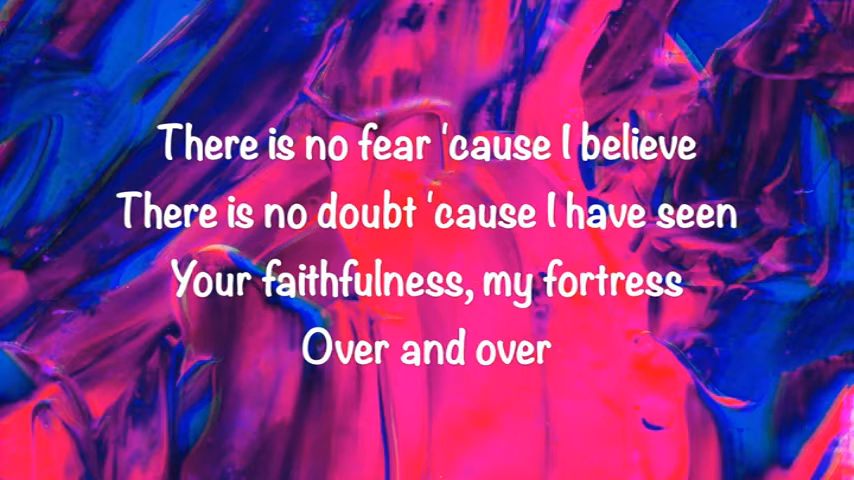 There is no fear 'cause I believe
There is no doubt 'cause I have seen
Your faithfulness, my fortress
Over and over